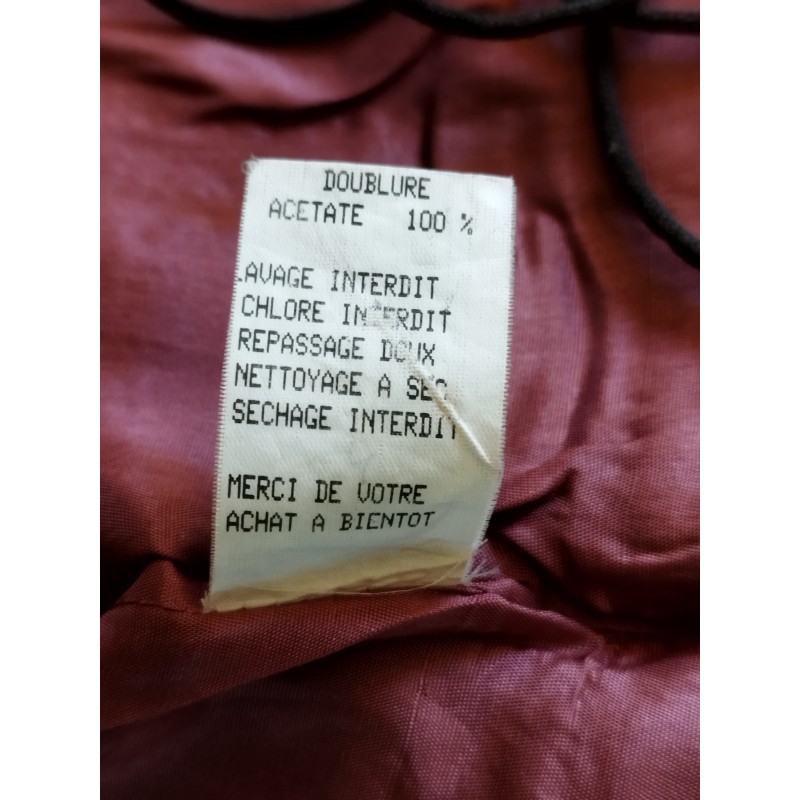 DOUBLURE
ACETATE 100 %
LAVAGE INTERDIT
CHLORE INTERDIT
REPASSAGE DOUX
NETTOYAGE A SEC
SECHAGE INTERDIT
MERCI DE VOTRE
ACHAT A BIENTOT